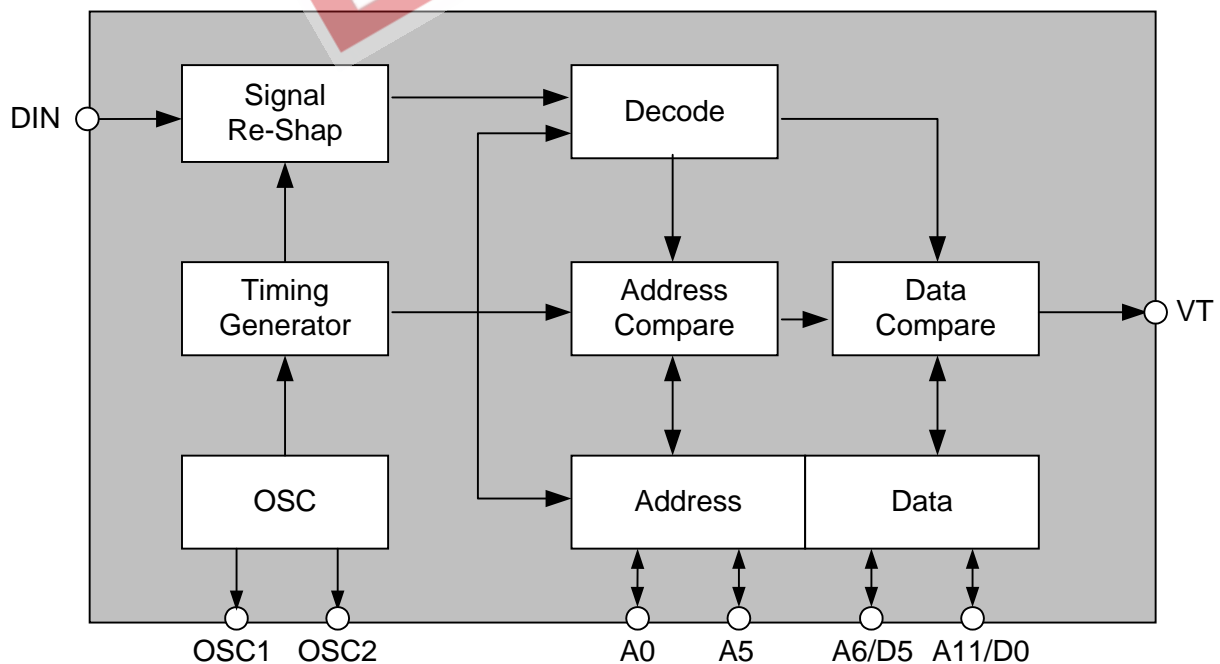 Signal
Re-Shap
Decode
DIN
Timing
Generator
Address
Compare
Data
Compare
VT
OSC
Address
Data
OSC1
OSC2
A0
A5
A6/D5
A11/D0